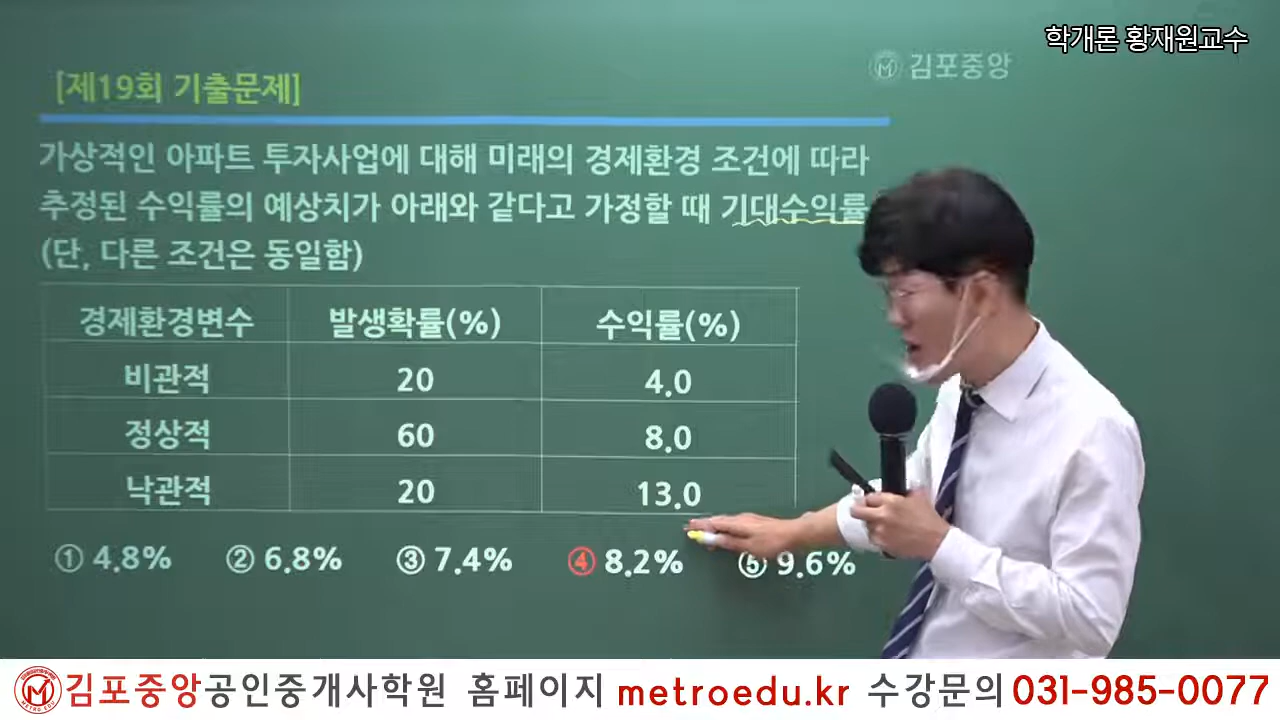 학개론 황재원교수
김포중앙
[제19회 기출문제]
가상적인 아파트 투자사업에 대해 미래의 경제환경 조건에 따라
추정된 수익률의 예상치가 아래와 같다고 가정할 때 기대수익률
(단, 다른 조건은 동일함)
경제환경변수 발생확률(%) 수익률(%)
비관적 20 4.0
정상적 60 8.0
낙관적 20 13.0
① 4.8% ② 6.8% ③ 7.4% ④ 8.2% ⑤ 9.6%
김포중앙공인중개사학원 홈페이지 metroedu.kr 수강문의 031-985-0077